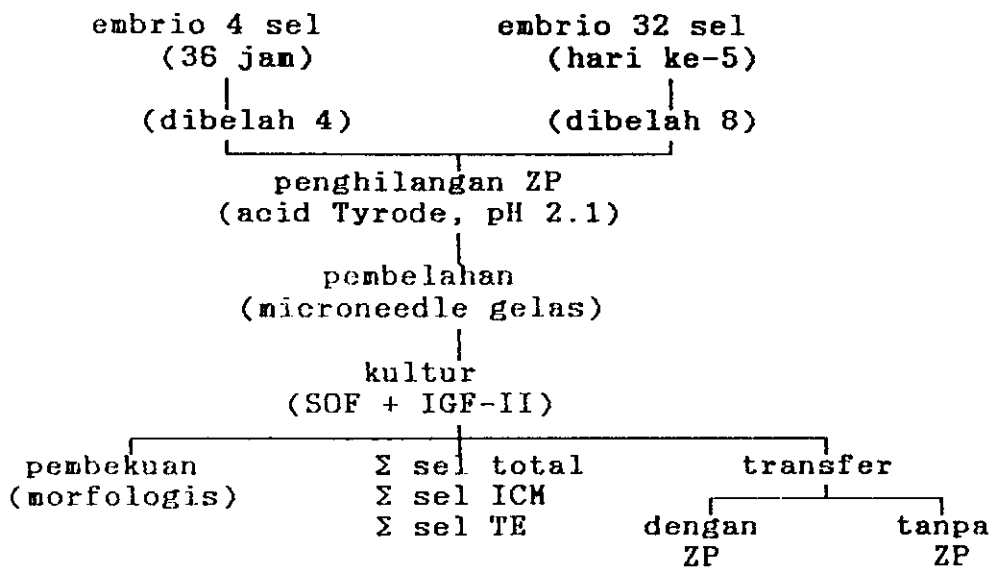 embrio 4 sel embrio 32 sel
(36 jam) (hari ke-5)
(dibelah 4) (dibelah 8)
penghilangan ZP
(acid Tyrode, pH 2.1)
pembelahan
(microneedle gelas)
kultur
(SOF + IGF-II)
pembekuan Σ sel total transfer
(morfologis) Σ sel ICM
Σ sel TE dengan tanpa
ZP ZP